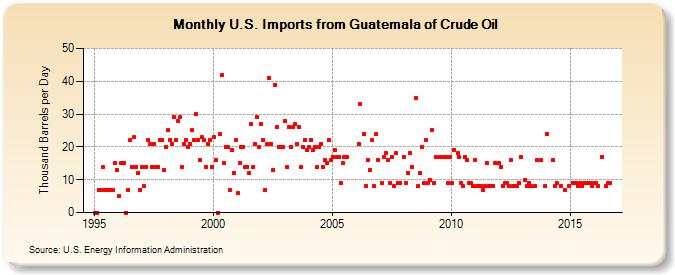 Monthly U.S. Imports from Guatemala of Crude Oil
Thousand Barrels per Day
50
40
30
20
10
0
1995 2000 2005 2010 2015
Source: U.S. Energy Information Administration